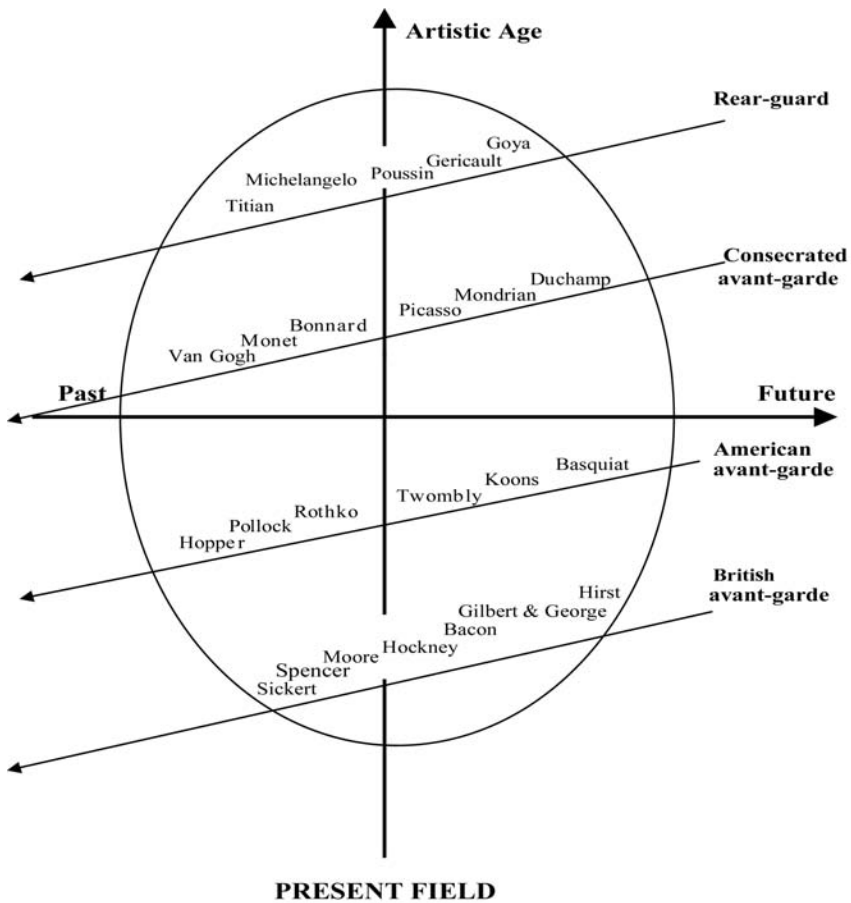 Artistic Age
Rear-guard
Goya
Gericault
Poussin
Michelangelo
Titian
Consecrated
avant-garde
Duchamp
Mondrian
Picasso
Bonnard
Monet
Van Gogh
Past
Future
American
avant-garde
Basquiat
Koons
Twombly
Rothko
Pollock
Hopper
British
avant-garde
Hirst
Gilbert & George
Bacon
Hockney
Moore
Spencer
Sickert
PRESENT FIELD